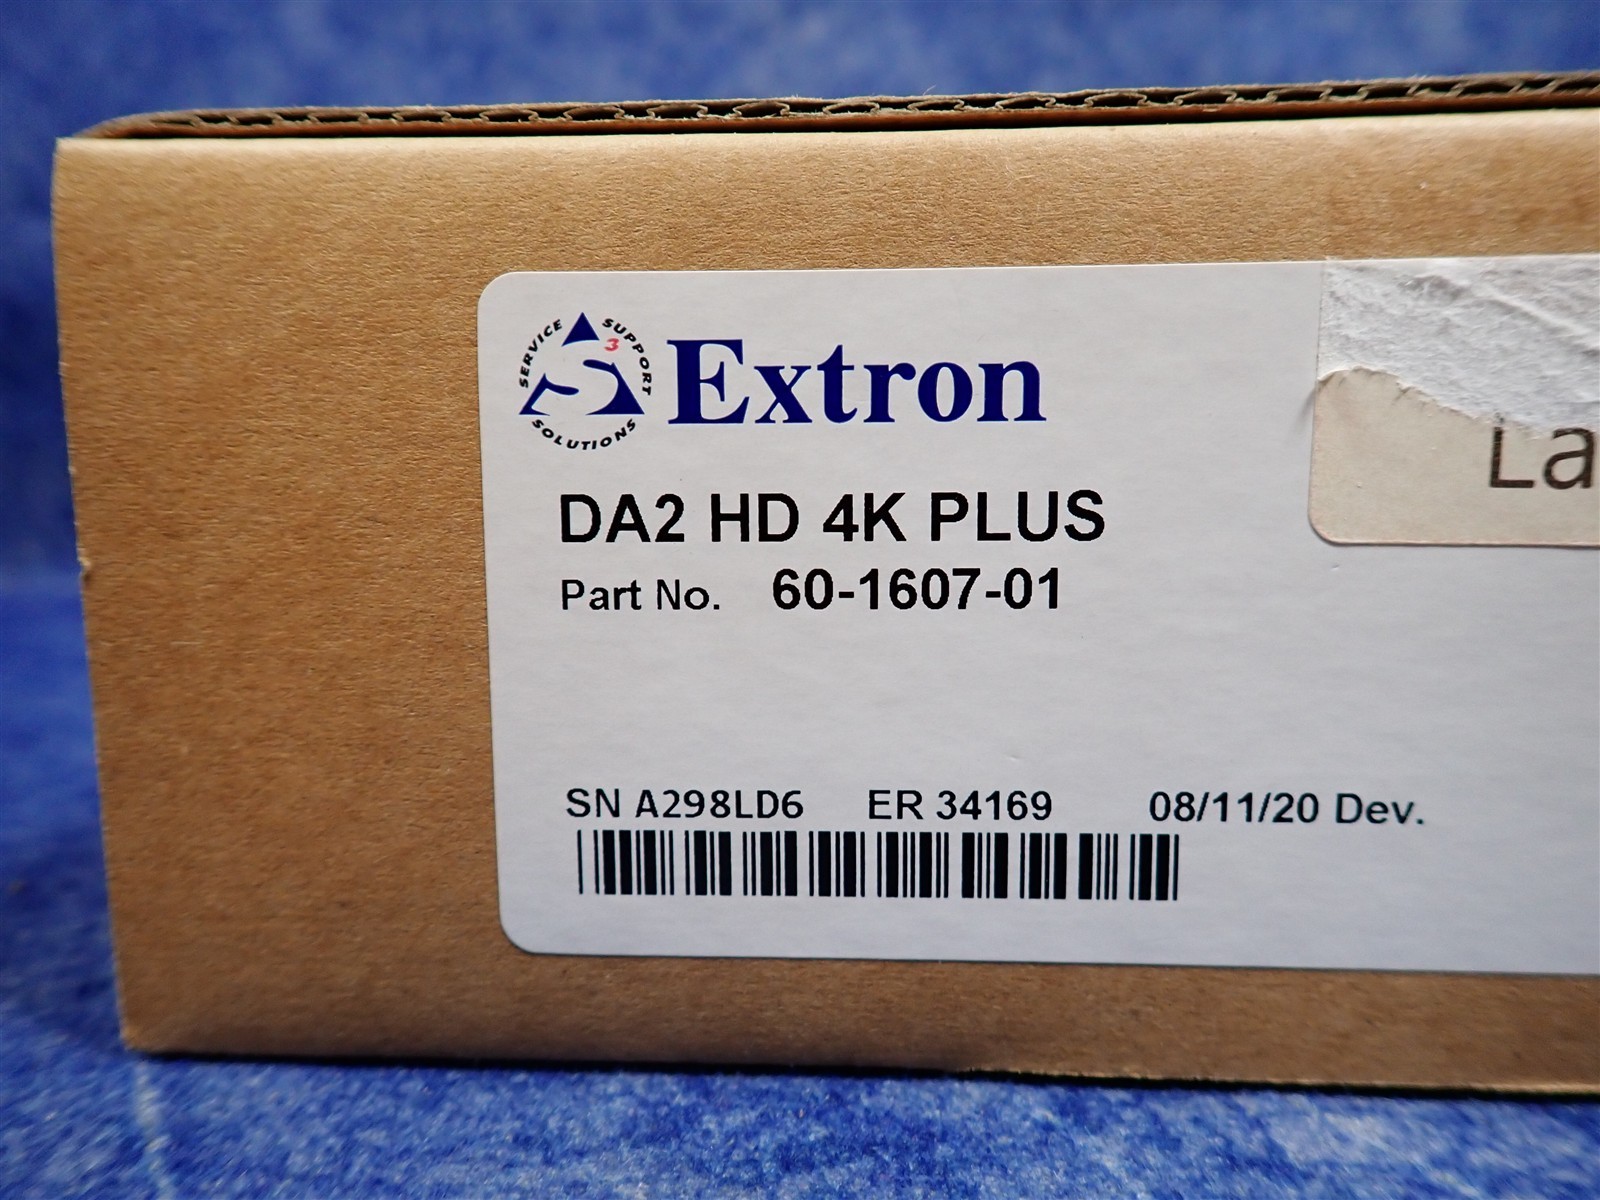 SERVICE SUPPORT SOLUTIONS
S3
Extron
DA2 HD 4K PLUS
Part No. 60-1607-01
La
SN A298LD6 ER 34169 08/11/20 Dev.